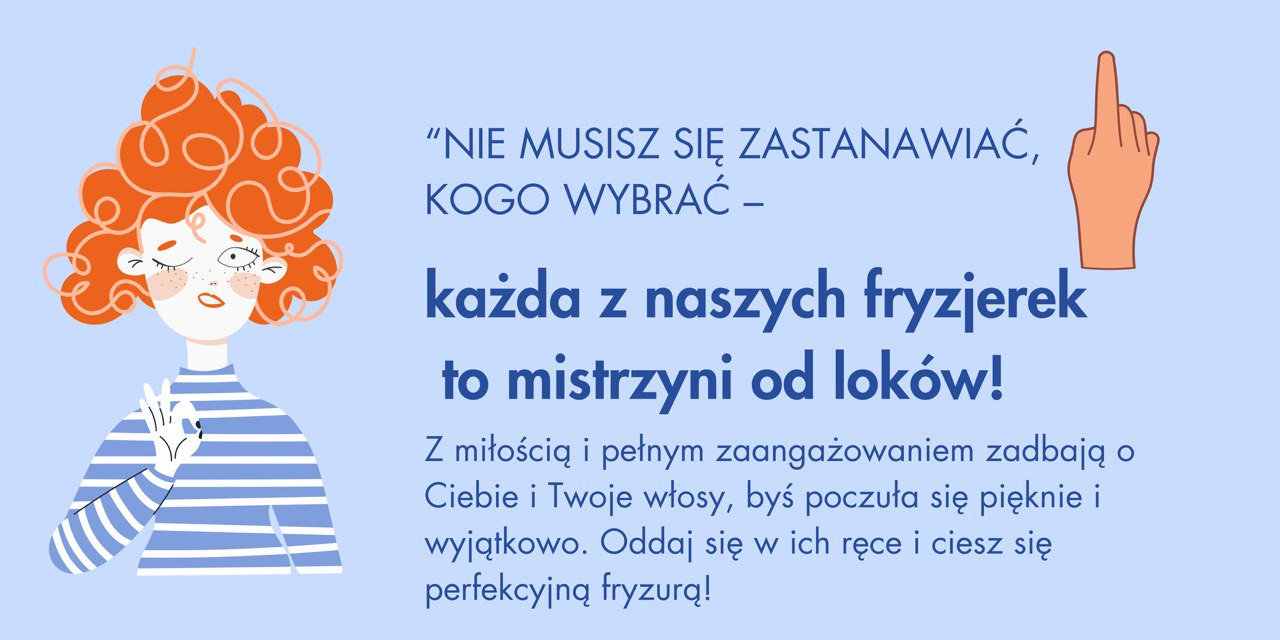 “NIE MUSISZ SIĘ ZASTANAWIAĆ,
KOGO WYBRAĆ –
każda z naszych fryzjerek
to mistrzyni od loków!
Z miłością i pełnym zaangażowaniem zadbają o
Ciebie i Twoje włosy, byś poczuła się pięknie i
wyjątkowo. Oddaj się w ich ręce i ciesz się
perfekcyjną fryzurą!